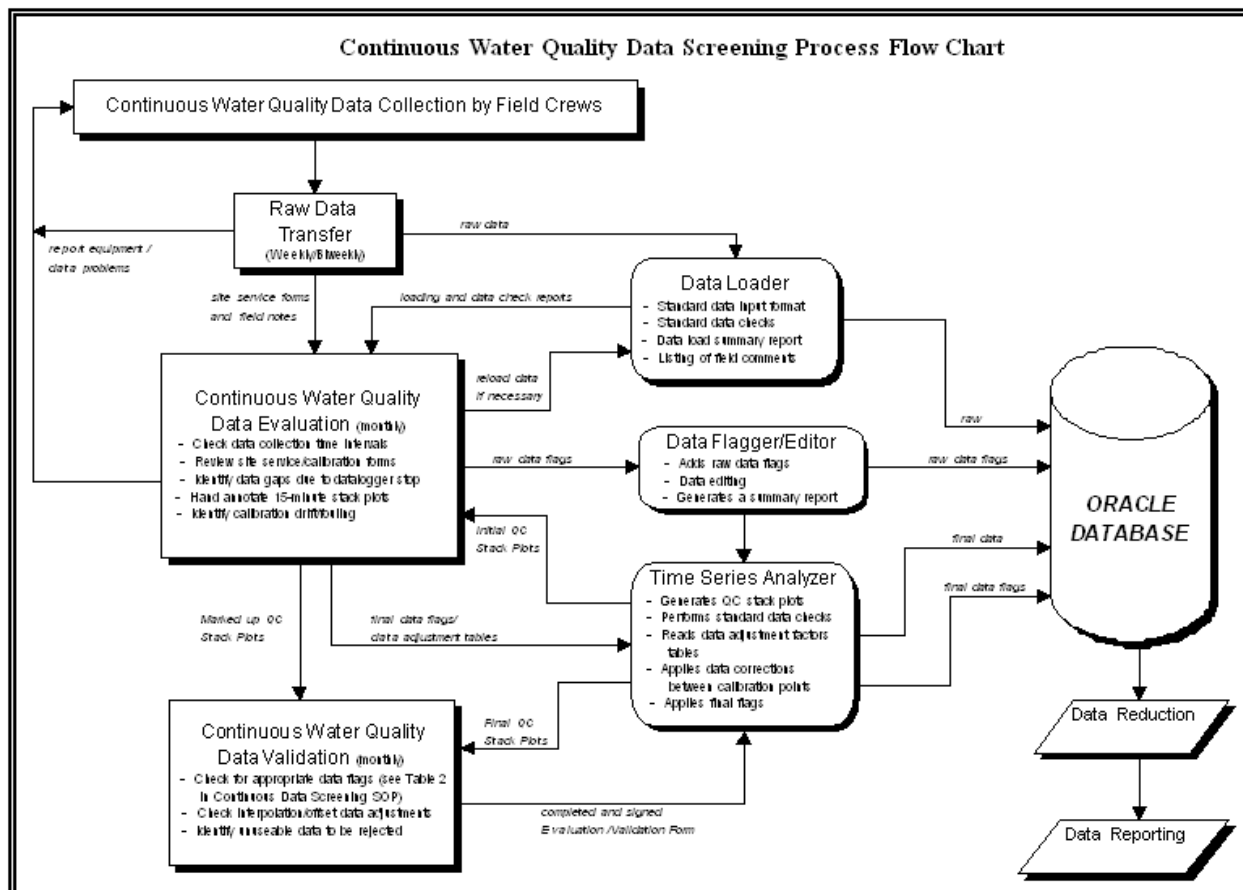 Continuous Water Quality Data Screening Process Flow Chart
Continuous Water Quality Data Collection by Field Crews
Raw Data
Transfer
(Weekly/Biweekly)
raw data
report equipment /
data problems
site service forms
and field notes
loading and data check reports
Data Loader
- Standard data input format
- Standard data checks
- Data load summary report
- Listing of field comments
reload data
if necessary
raw
Continuous Water Quality
Data Evaluation (monthly)
- Check data collection time intervals
- Review site service/calibration forms
- Identify data gaps due to datalogger stop
- Hand annotate 15-minute stack plots
- Identify calibration drift/fouling
raw data flags
Data Flagger/Editor
- Adds raw data flags
- Data editing
- Generates a summary report
raw data flags
ORACLE
DATABASE
Initial QC
Stack Plots
Time Series Analyzer
- Generates QC stack plots
- Performs standard data checks
- Reads data adjustment factors
tables
- Applies data corrections
between calibration points
- Applies final flags
final data
final data flags
Marked up QC
Stack Plots
final data flags/
data adjustment tables
Final QC
Stack Plots
Continuous Water Quality
Data Validation (monthly)
- Check for appropriate data flags (see Table 2
in Continuous Data Screening SOP)
- Check interpolation/offset data adjustments
- Identify unuseable data to be rejected
completed and signed
Evaluation /Validation Form
Data Reduction
Data Reporting